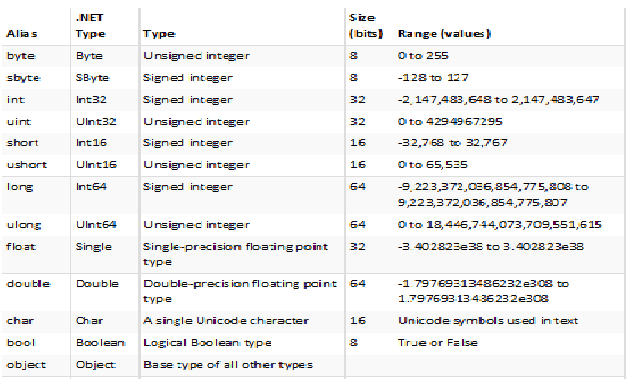 Alias .NET Type Type Size (bits) Range (values)
byte Byte Unsigned integer 8 0 to 255
sbyte SByte Signed integer 8 -128 to 127
int Int32 Signed integer 32 -2,147,483,648 to 2,147,483,647
uint UInt32 Unsigned integer 32 0 to 4294967295
short Int16 Signed integer 16 -32,768 to 32,767
ushort UInt16 Unsigned integer 16 0 to 65,535
long Int64 Signed integer 64 -9,223,372,036,854,775,808 to
9,223,372,036,854,775,807
ulong UInt64 Unsigned integer 64 0 to 18,446,744,073,709,551,615
float Single Single-precision floating point type 32 -3.402823e38 to 3.402823e38
double Double Double-precision floating point type 64 -1.79769313486232e308 to
1.79769313486232e308
char Char A single Unicode character 16 Unicode symbols used in text
bool Boolean Logical Boolean type 8 True or False
object Object Base type of all other types